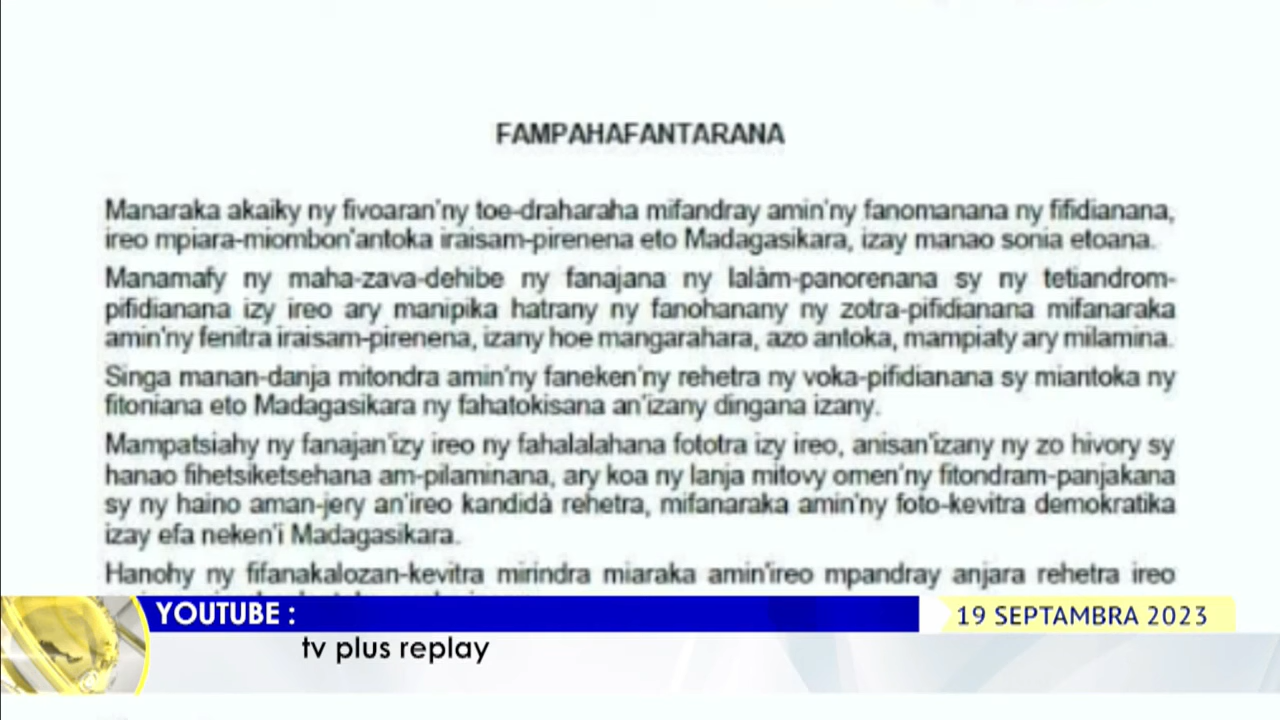 FAMPAHAFANTARANA
Manaraka akaiky ny fivoaran'ny toe-draharaha mifandray amin'ny fanomanana ny fifidianana,
ireo mpiara-miombon'antoka iraisam-pirenena eto Madagasikara, izay manao sonia etoana.
Manamafy ny maha-zava-dehibe ny fanajana ny lalàm-panorenana sy ny tetiandrom-
pifidianana izy ireo ary manipika hatrany ny fanohanany ny zotra-pifidianana mifanaraka
amin'ny fenitra iraisam-pirenena, izany hoe mangarahara, azo antoka, mampiaty ary milamina.
Singa manan-danja mitondra amin'ny faneken'ny rehetra ny voka-pifidianana sy miantoka ny
fitoniana eto Madagasikara ny fahatokisana an'izany dingana izany.
Mampatsiahy ny fanajan'izy ireo ny fahalalahana fototra izy ireo, anisan'izany ny zo hivory sy
hanao fihetsiketsehana am-pilaminana, ary koa ny lanja mitovy omen'ny fitondram-panjakana
sy ny haino aman-jery an'ireo kandidà rehetra, mifanaraka amin'ny foto-kevitra demokratika
izay efa neken'i Madagasikara.
Hanohy ny fifanakalozan-kevitra mirindra miaraka amin'ireo mpandray anjara rehetra ireo
YOUTUBE :
19 SEPTAMBRA 2023
tv plus replay